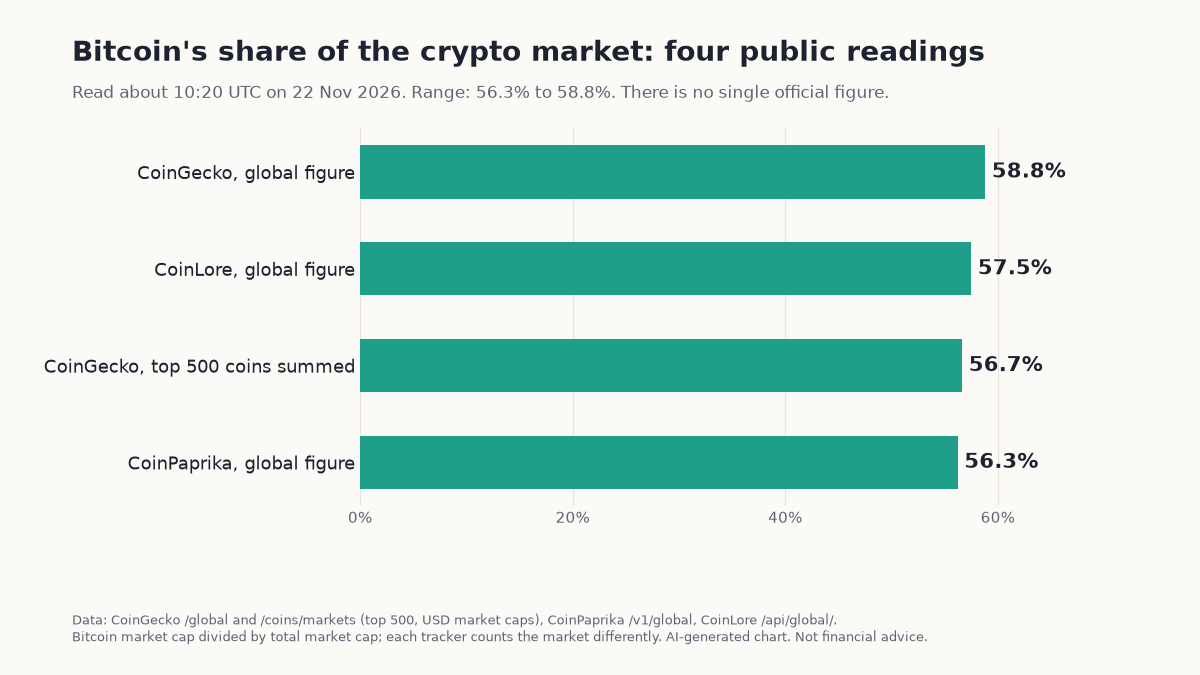 Bitcoin's share of the crypto market: four public readings
Read about 10:20 UTC on 22 Nov 2026. Range: 56.3% to 58.8%. There is no single official figure.
CoinGecko, global figure 58.8%
CoinLore, global figure 57.5%
CoinGecko, top 500 coins summed 56.7%
CoinPaprika, global figure 56.3%
0% 20% 40% 60%
Data: CoinGecko /global and /coins/markets (top 500, USD market caps), CoinPaprika /v1/global, CoinLore /api/global/.
Bitcoin market cap divided by total market cap; each tracker counts the market differently. AI-generated chart. Not financial advice.